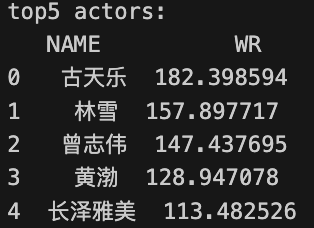 top5 actors:
NAME WR
0 古天乐 182.398594
1 林雪 157.897717
2 曾志伟 147.437695
3 黄渤 128.947078
4 长泽雅美 113.482526